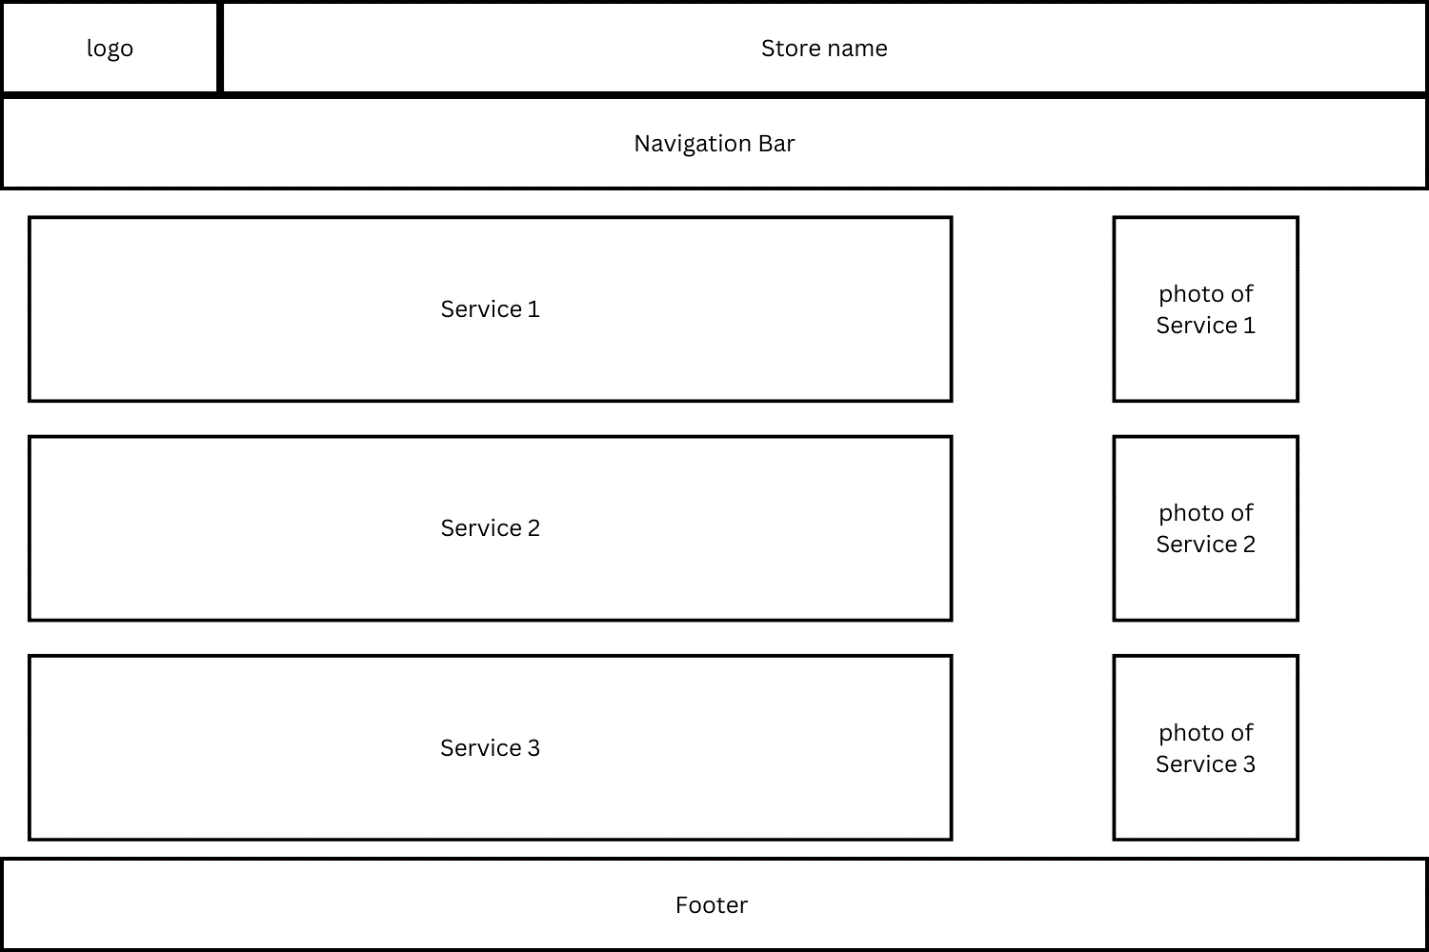 logo
Store name
Navigation Bar
Service 1
photo of
Service 1
Service 2
photo of
Service 2
Service 3
photo of
Service 3
Footer